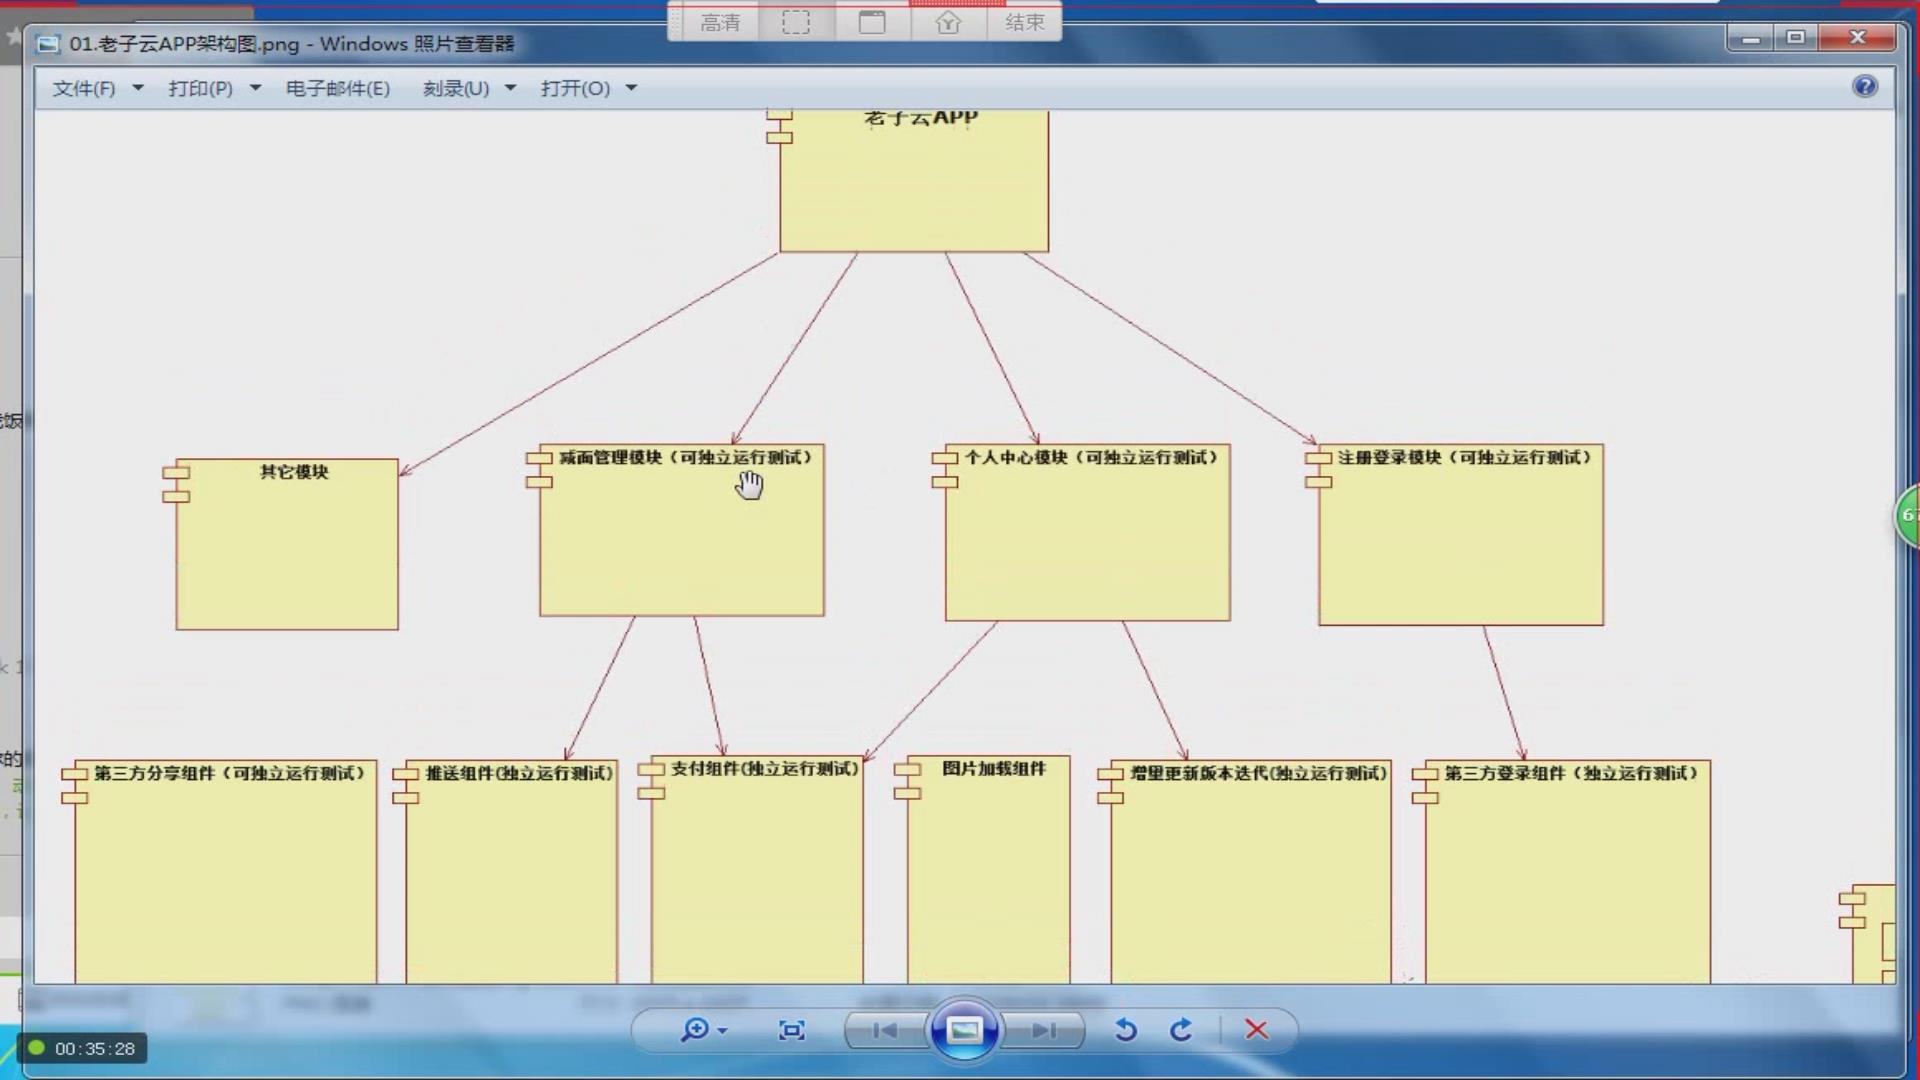 高清
结束
01.老子云APP架构图.png - Windows 照片查看器
文件(F) 打印(P) 电子邮件(E) 刻录(U) 打开(O)
老子云APP
其它模块
减面管理模块（可独立运行测试）
个人中心模块（可独立运行测试）
注册登录模块（可独立运行测试）
第三方分享组件（可独立运行测试）
推送组件(独立运行测试)
支付组件(独立运行测试)
图片加载组件
增量更新版本迭代(独立运行测试)
第三方登录组件（独立运行测试）
00:35:28